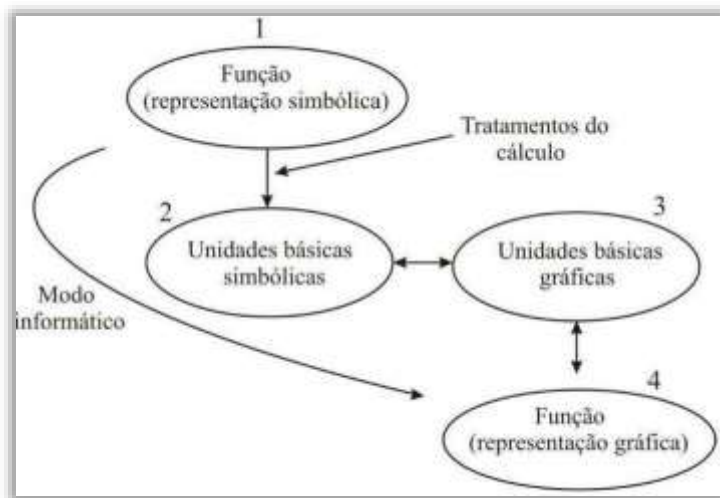 1
Função
(representação simbólica)
Tratamentos do
cálculo
2
Unidades básicas
simbólicas
3
Unidades básicas
gráficas
Modo
informático
4
Função
(representação gráfica)